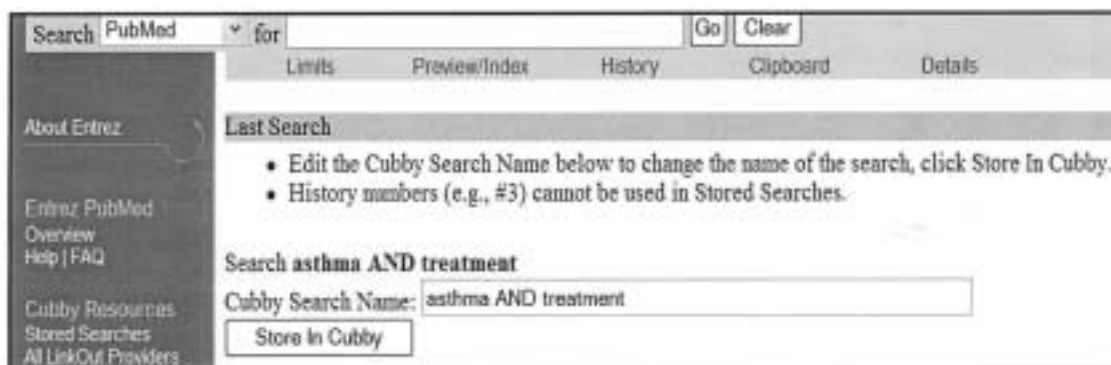 Search PubMed for Go Clear
Limits Preview/Index History Clipboard Details
About Entrez
Last Search
• Edit the Cubby Search Name below to change the name of the search, click Store In Cubby.
• History numbers (e.g., #3) cannot be used in Stored Searches.
Entrez PubMed
Overview
Help | FAQ
Search asthma AND treatment
Cubby Search Name: asthma AND treatment
Store In Cubby
Cubby Resources
Stored Searches
All LinkOut Providers